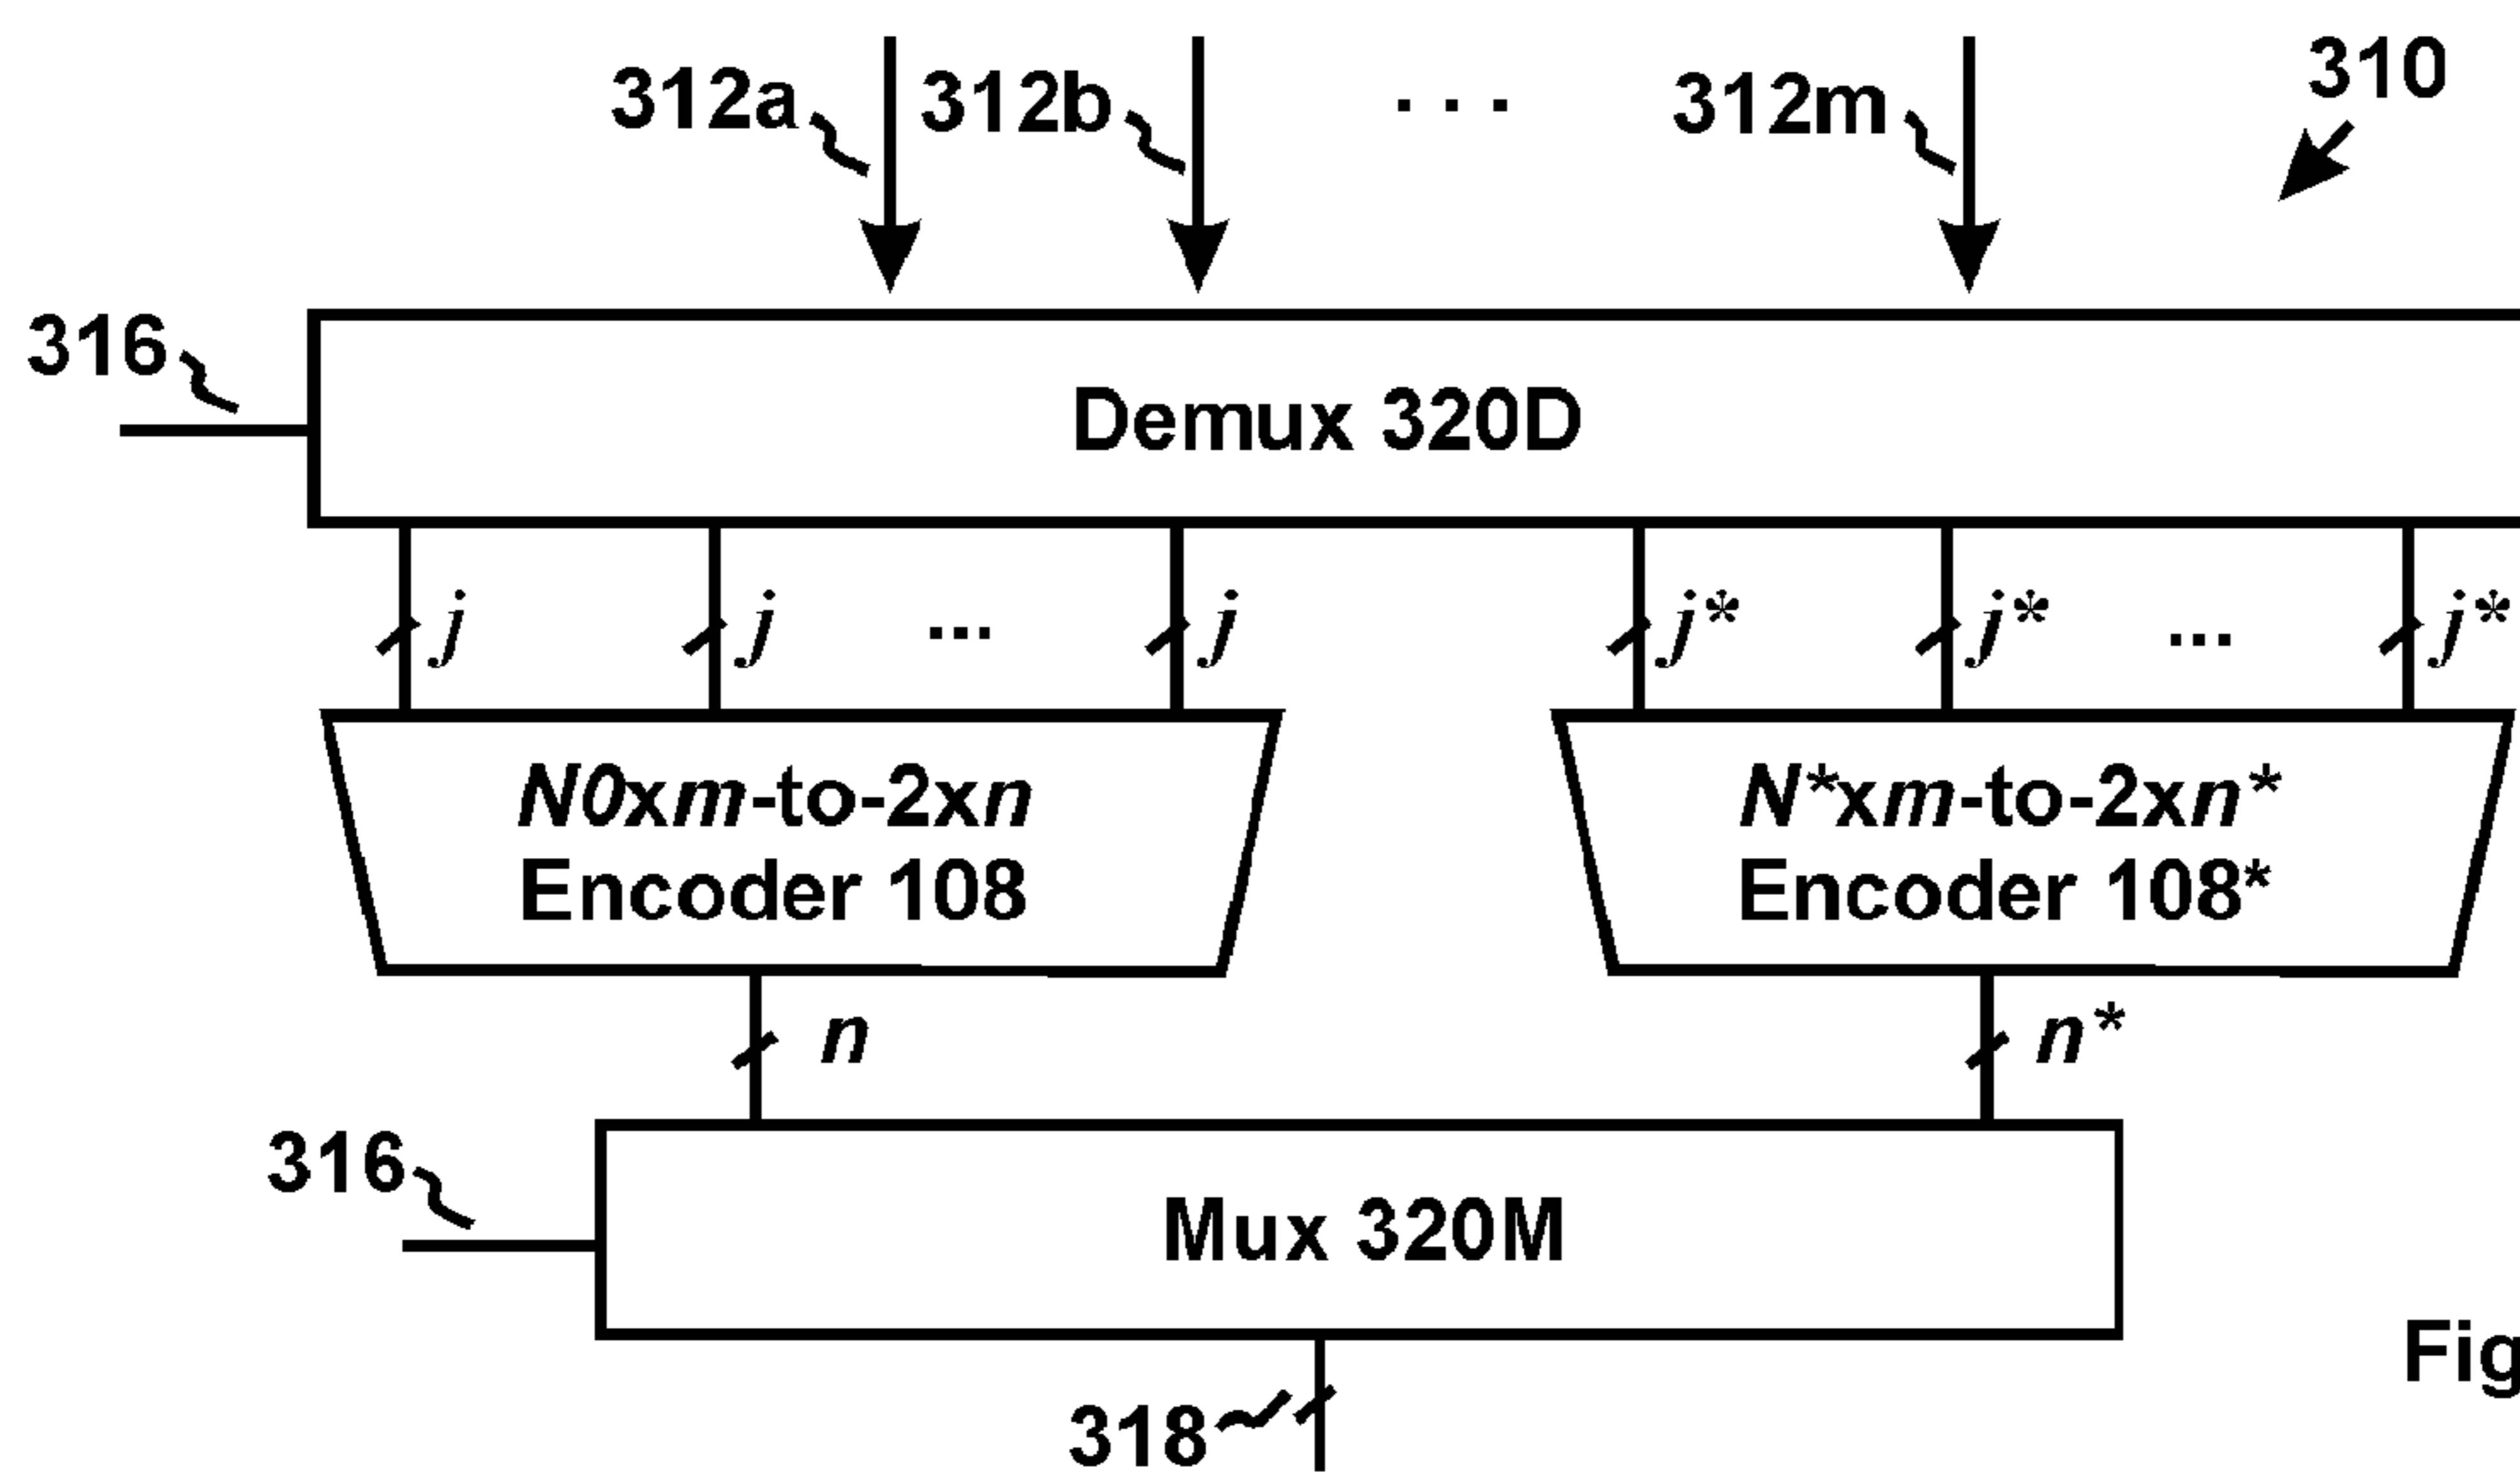 312a 312b ... 312m 310
316
Demux 320D
j j ... j j* j* ... j*
N0xm-to-2xn
Encoder 108
N*xm-to-2xn*
Encoder 108*
n n*
316
Mux 320M
Fig
318